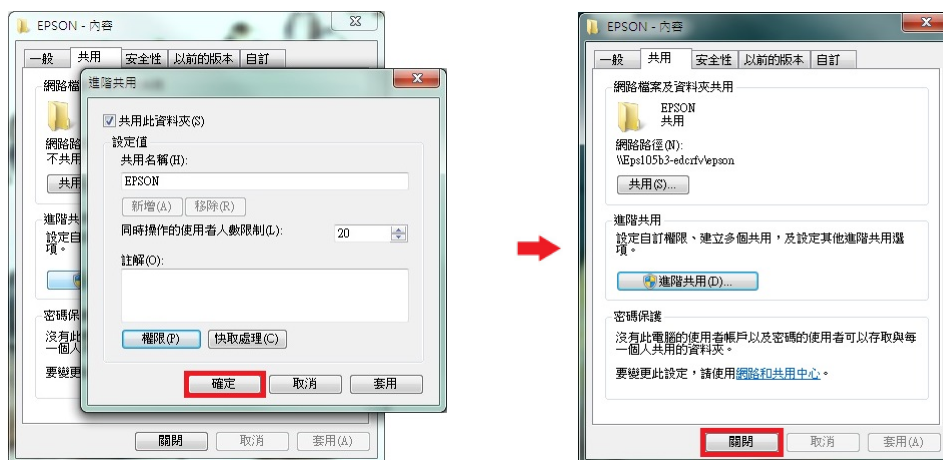 EPSON - 內容
一般 共用 安全性 以前的版本 自訂
網路檔
網路路
不共用
共用
進階共
設定自
項。
密碼保
沒有此
一個人
要變更
進階共用
共用此資料夾(S)
設定值
共用名稱(H):
EPSON
新增(A) 移除(R)
同時操作的使用者人數限制(L): 20
註解(O):
權限(P) 快取處理(C)
確定 取消 套用
關閉 取消 套用(A)
EPSON - 內容
一般 共用 安全性 以前的版本 自訂
網路檔案及資料夾共用
EPSON
共用
網路路徑(N):
\\Eps105b3-edcrfv\epson
共用(S)...
進階共用
設定自訂權限、建立多個共用，及設定其他進階共用選
項。
進階共用(D)...
密碼保護
沒有此電腦的使用者帳戶以及密碼的使用者可以存取與每
一個人共用的資料夾。
要變更此設定，請使用網路和共用中心。
關閉 取消 套用(A)